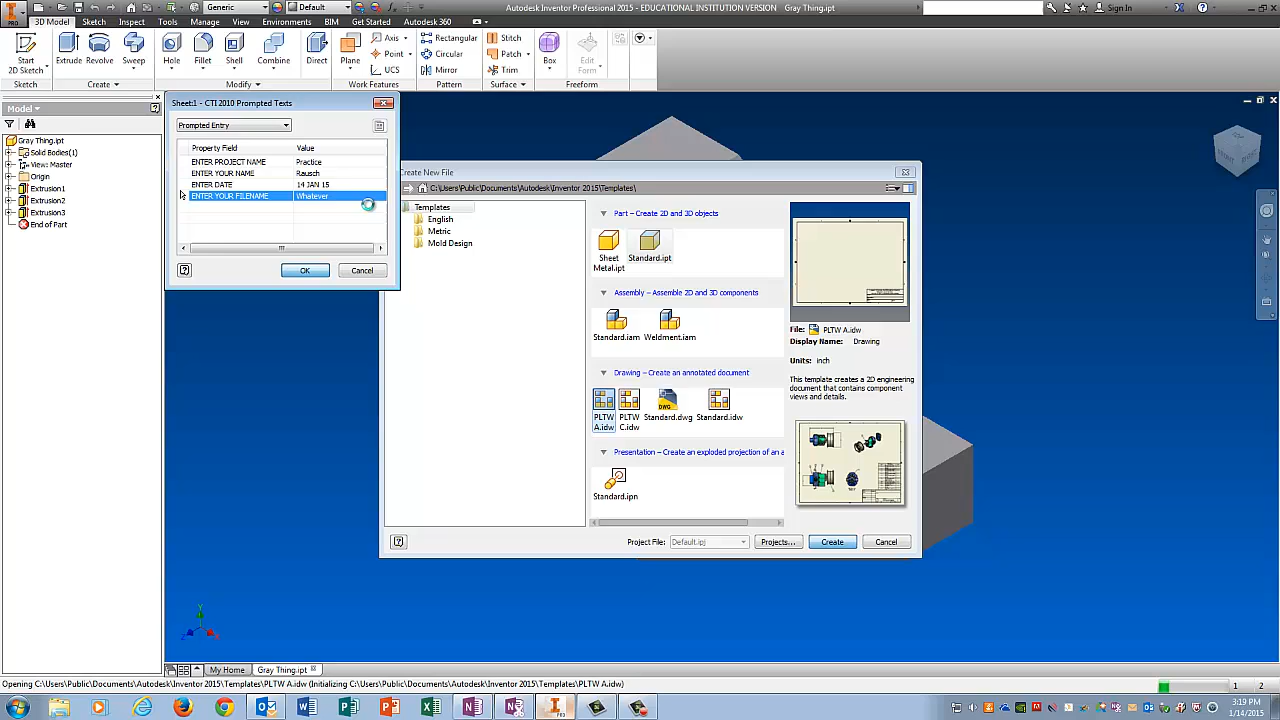 Generic
Default
Autodesk Inventor Professional 2015 - EDUCATIONAL INSTITUTION VERSION   Gray Thing.ipt
Sign In
PRO
3D Model Sketch Inspect Tools Manage View Environments BIM Get Started Autodesk 360
Start
2D Sketch
Extrude Revolve Sweep
Hole Fillet Shell Combine
Direct
Plane
Axis
Point
UCS
Rectangular
Circular
Mirror
Stitch
Patch
Trim
Box
Edit
Form
Sketch Create Modify Work Features Pattern Surface Freeform
Model
Gray Thing.ipt
Solid Bodies(1)
View: Master
Origin
Extrusion1
Extrusion2
Extrusion3
End of Part
Sheet:1 - CTI 2010 Prompted Texts
Prompted Entry
Property Field Value
ENTER PROJECT NAME Practice
ENTER YOUR NAME Rausch
ENTER DATE 14 JAN 15
ENTER YOUR FILENAME Whatever
OK Cancel
Create New File
C:\Users\Public\Documents\Autodesk\Inventor 2015\Templates\
Templates
English
Metric
Mold Design
Part – Create 2D and 3D objects
Sheet Metal.ipt
Standard.ipt
Assembly – Assemble 2D and 3D components
Standard.iam Weldment.iam
Drawing – Create an annotated document
DWG
PLTW A.idw
PLTW C.idw
Standard.dwg
Standard.idw
Presentation – Create an exploded projection of an a
Standard.ipn
File: PLTW A.idw
Display Name: Drawing
Units: inch
This template creates a 2D engineering
document that contains component
views and details.
Project File: Default.ipj Projects... Create Cancel
My Home Gray Thing.ipt
Opening C:\Users\Public\Documents\Autodesk\Inventor 2015\Templates\PLTW A.idw (Initializing C:\Users\Public\Documents\Autodesk\Inventor 2015\Templates\PLTW A.idw)
1 2
3:19 PM
1/14/2015